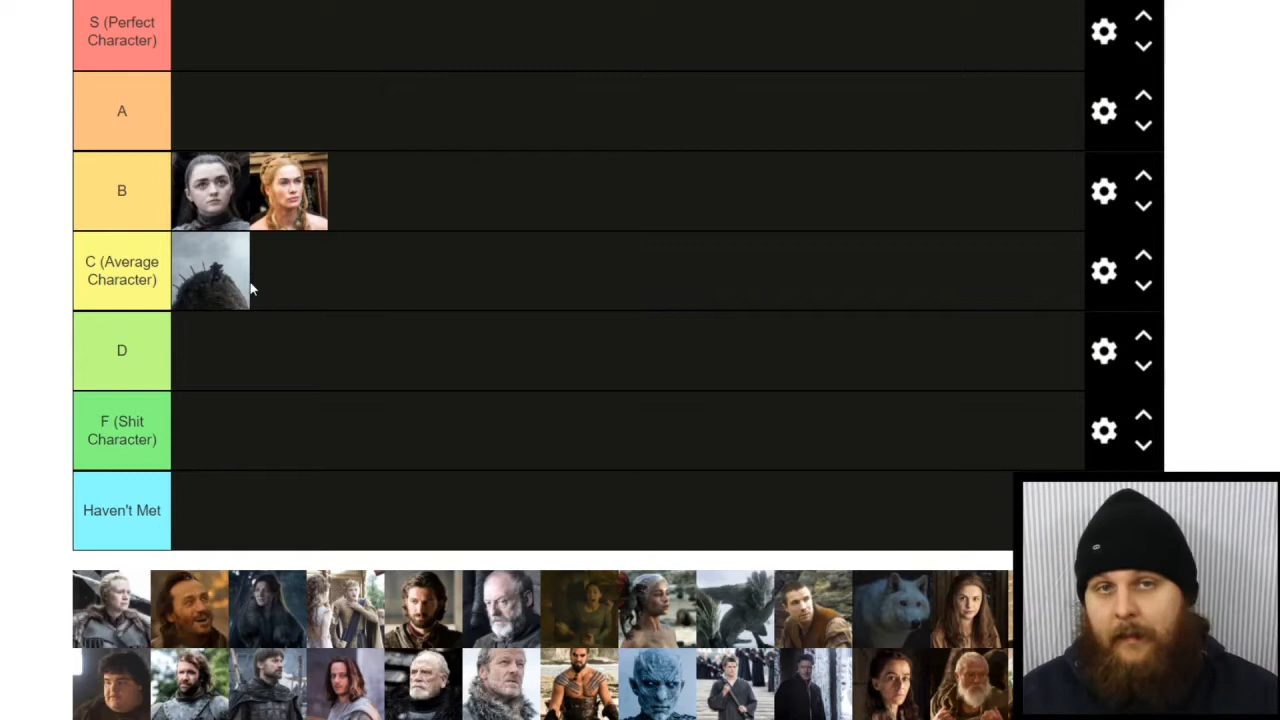 S (Perfect
Character)
A
B
C (Average
Character)
D
F (Shit
Character)
Haven't Met